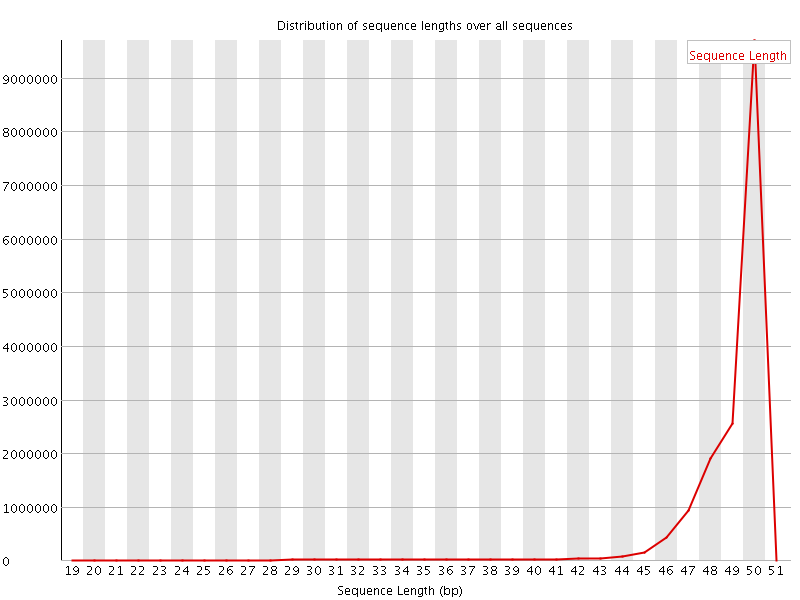 Distribution of sequence lengths over all sequences
Sequence Length
9000000
8000000
7000000
6000000
5000000
4000000
3000000
2000000
1000000
0
19 20 21 22 23 24 25 26 27 28 29 30 31 32 33 34 35 36 37 38 39 40 41 42 43 44 45 46 47 48 49 50 51
Sequence Length (bp)